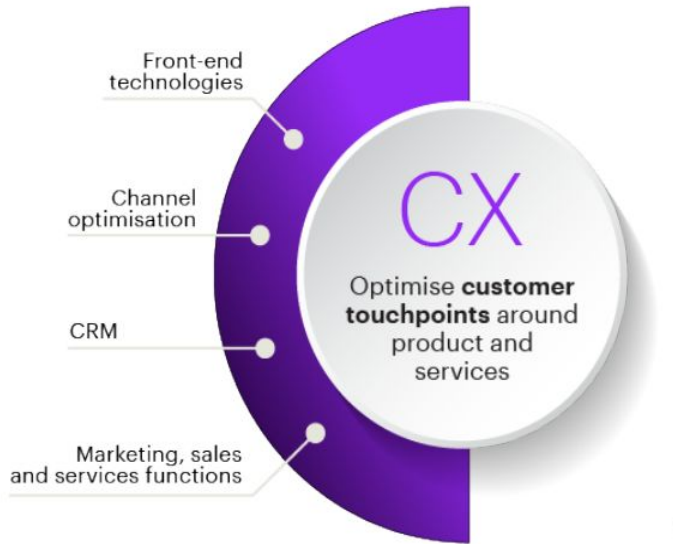 Front-end
technologies
Channel
optimisation
CRM
Marketing, sales
and services functions
CX
Optimise customer
touchpoints around
product and
services